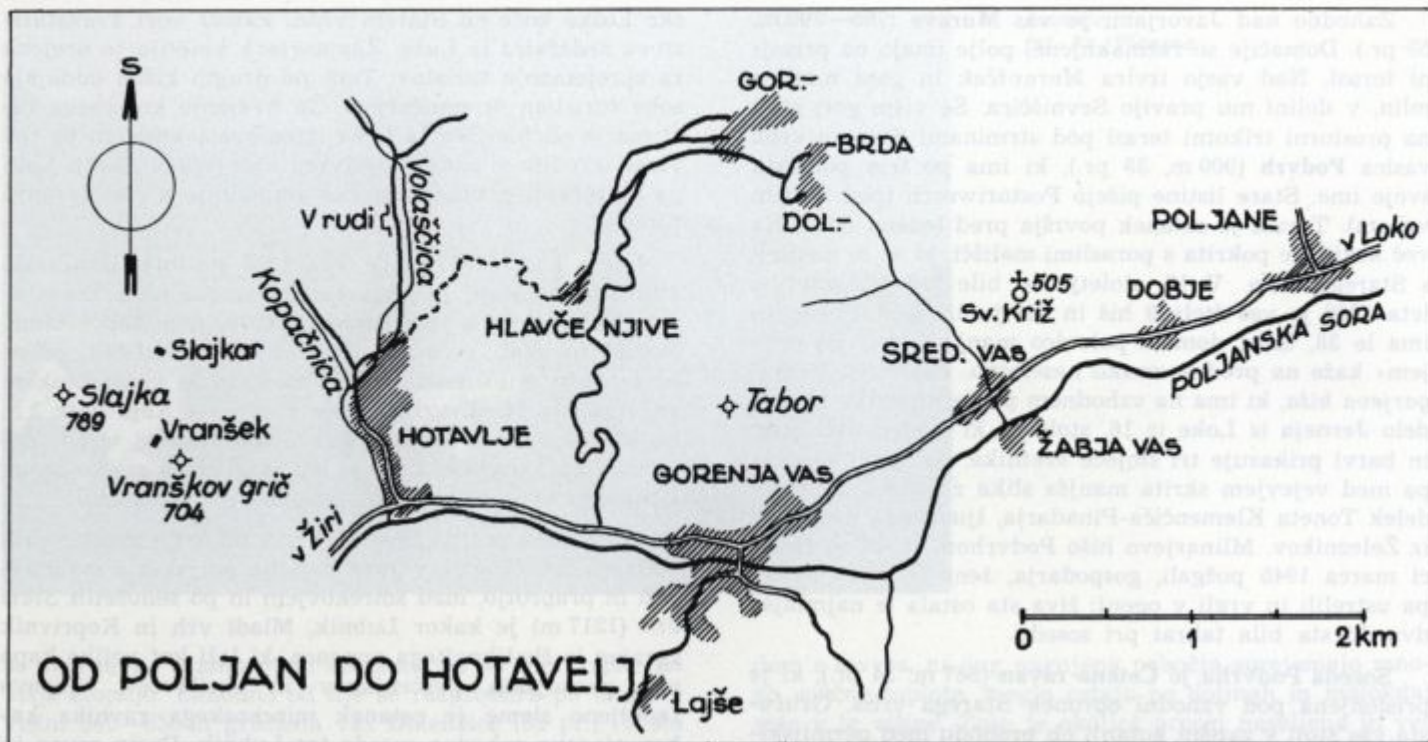 S
GOR.-
BRDA
DOL.-
Volaščica
V rudi
Kopačnica
POLJANE
v Loko
+505
Sv. Križ
DOBJE
POLJANSKA SORA
HLAVČE NJIVE
SRED. VAS
Slajkar
Slajka
789
Tabor
Vranšek
HOTAVLJE
ŽABJA VAS
Vranškov grič
704
GORENJA VAS
v Žiri
0 1 2 km
OD POLJAN DO HOTAVELJ
Lajše